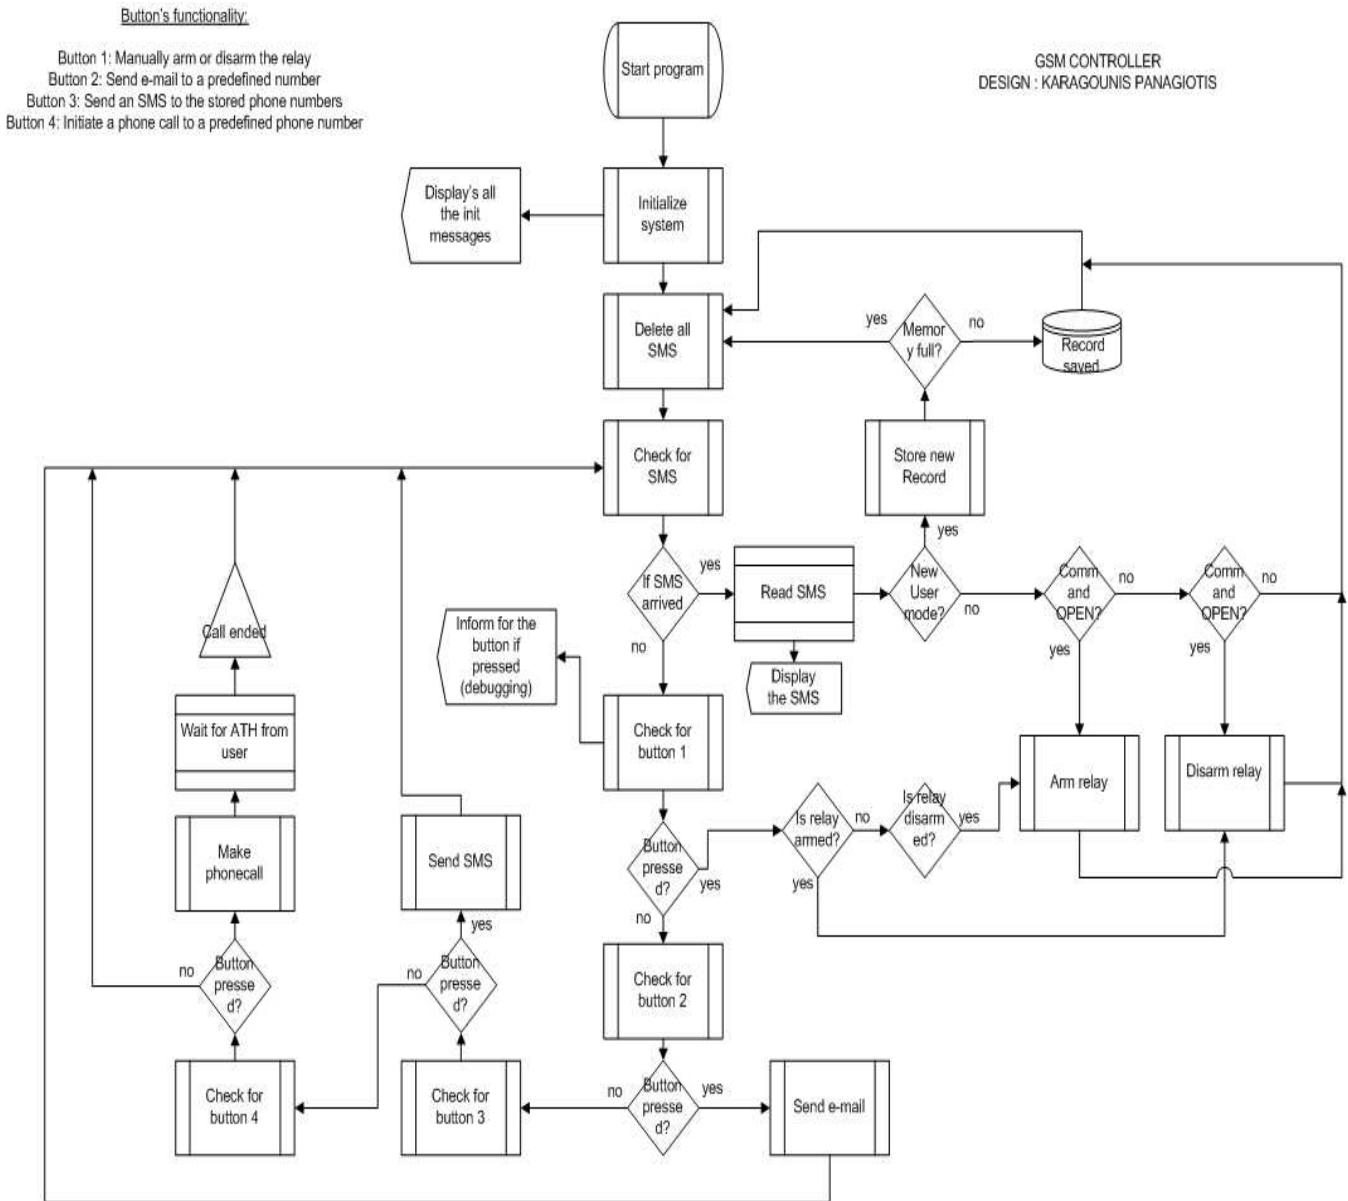 Button's functionality:
Button 1: Manually arm or disarm the relay
Button 2: Send e-mail to a predefined number
Button 3: Send an SMS to the stored phone numbers
Button 4: Initiate a phone call to a predefined phone number
GSM CONTROLLER
DESIGN : KARAGOUNIS PANAGIOTIS
Start program
Display's all
the init
messages
Initialize
system
Delete all
SMS
yes
Memor
y full?
no
Record
saved
Check for
SMS
Store new
Record
yes
If SMS
arrived
yes
no
Read SMS
New
User
mode?
no
Comm
and
OPEN?
no
yes
Comm
and
OPEN?
no
yes
Call ended
Inform for the
button if
pressed
(debugging)
Display
the SMS
Wait for ATH from
user
Check for
button 1
Arm relay
Disarm relay
Make
phonecall
Send SMS
yes
Button
presse
d?
yes
no
Is relay
armed?
no
yes
Is relay
disarm
ed?
yes
no
Button
presse
d?
no
Button
presse
d?
Check for
button 2
Check for
button 4
Check for
button 3
no
Button
presse
d?
yes
Send e-mail